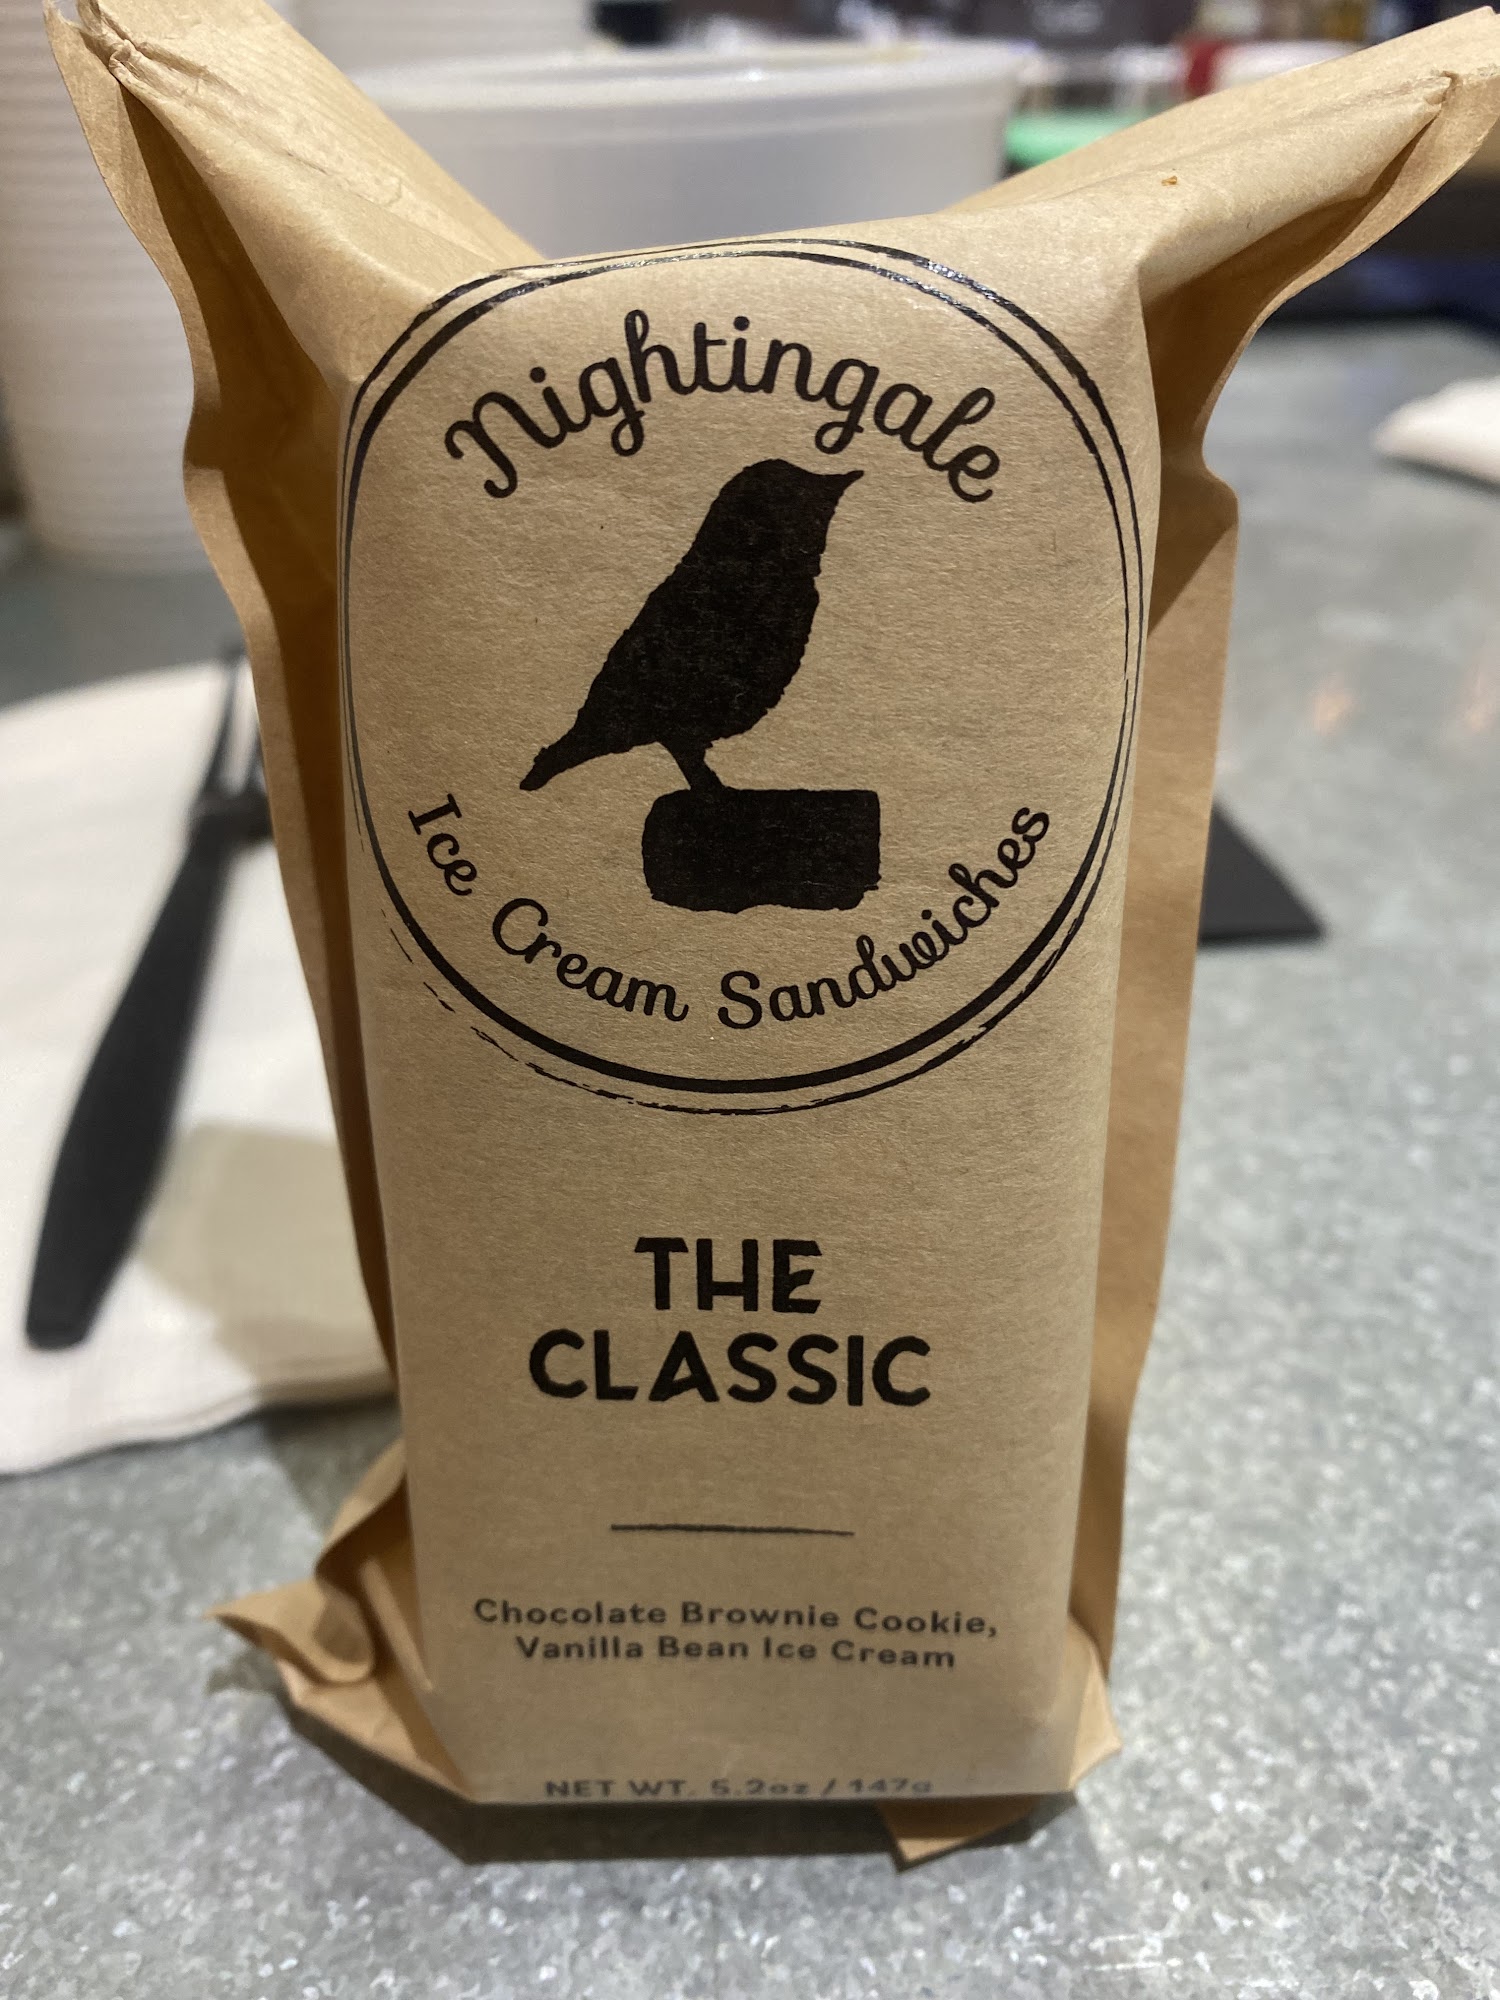 Nightingale
Ice Cream Sandwiches
THE
CLASSIC
Chocolate Brownie Cookie,
Vanilla Bean Ice Cream
NET WT. 5.2oz / 147g